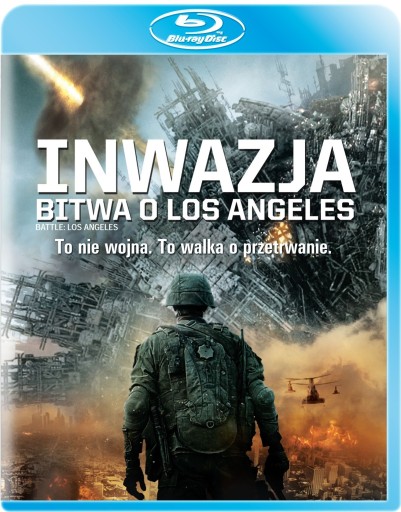 Blu-ray Disc
INWAZJA
BITWA O LOS ANGELES
BATTLE: LOS ANGELES
To nie wojna. To walka o przetrwanie.